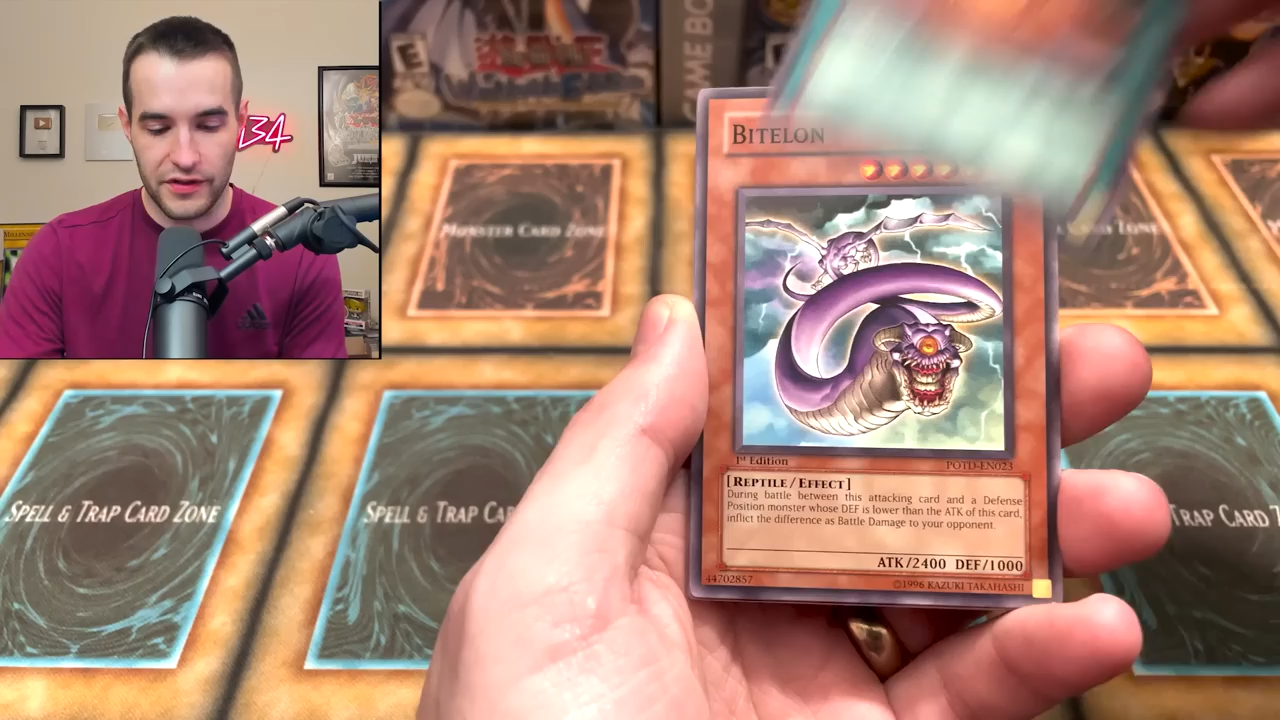 E
GAME BO
34
MONSTER CARD ZONE
BITELON
1st Edition
POTD-EN023
[REPTILE/EFFECT]
During battle between this attacking card and a Defense
Position monster whose DEF is lower than the ATK of this card,
inflict the difference as Battle Damage to your opponent.
ATK/2400 DEF/1000
44702857
©1996 KAZUKI TAKAHASHI
SPELL & TRAP CARD ZONE
SPELL & TRAP CAR
TRAP CARD Z